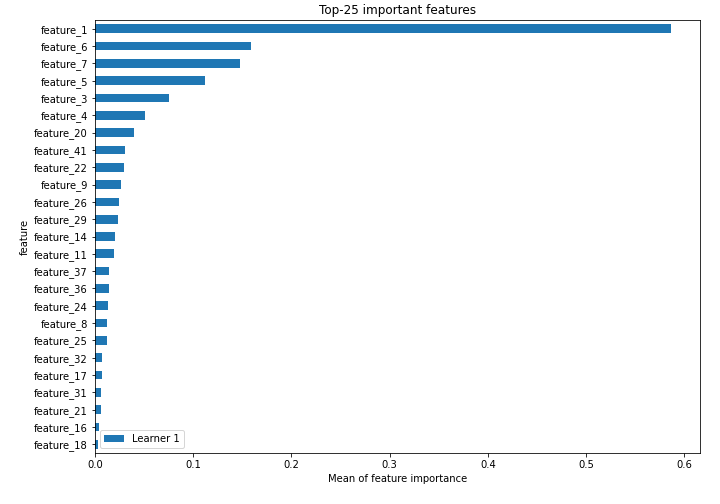 Top-25 important features
feature_1
feature_6
feature_7
feature_5
feature_3
feature_4
feature_20
feature_41
feature_22
feature_9
feature_26
feature_29
feature_14
feature_11
feature_37
feature_36
feature_24
feature_8
feature_25
feature_32
feature_17
feature_31
feature_21
feature_16
feature_18
feature
Learner 1
0.0 0.1 0.2 0.3 0.4 0.5 0.6
Mean of feature importance